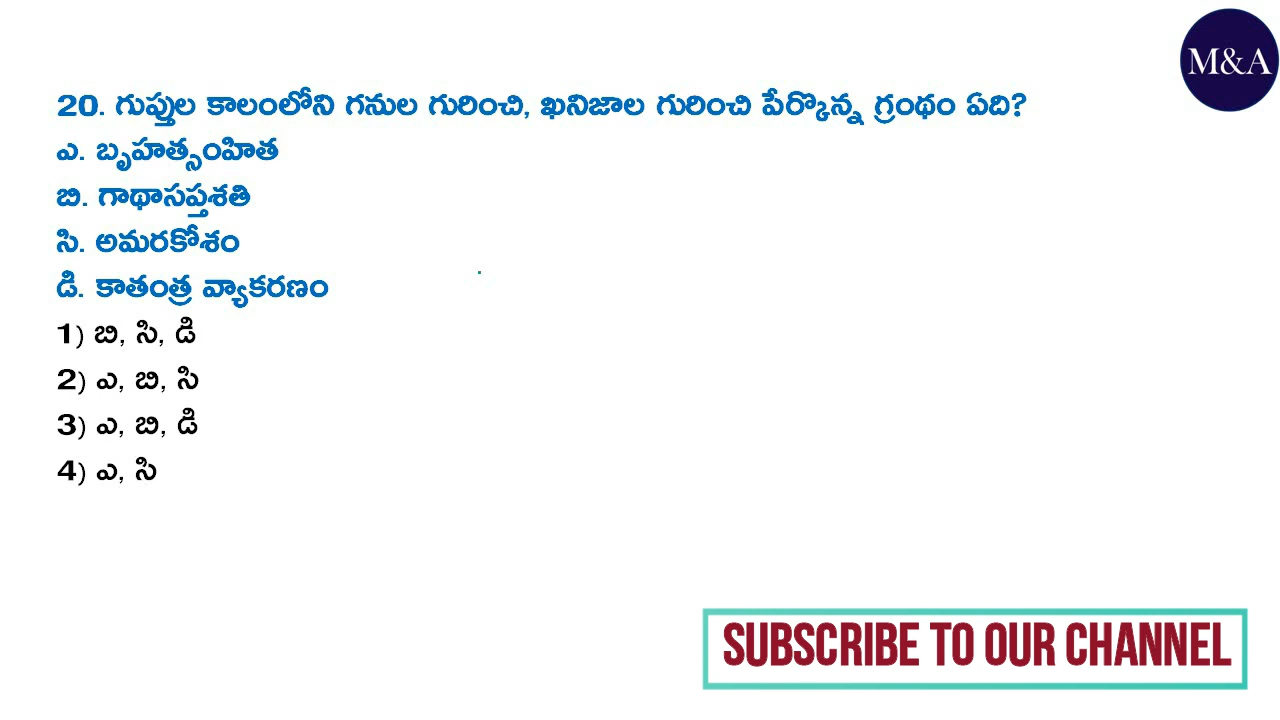 M&A
20. గుప్తుల కాలంలోని గనుల గురించి, ఖనిజాల గురించి పేర్కొన్న గ్రంథం ఏది?
ఎ. బృహత్సంహిత
బి. గాథాసప్తశతి
సి. అమరకోశం
డి. కాతంత్ర వ్యాకరణం
1) బి, సి, డి
2) ఎ, బి, సి
3) ఎ, బి, డి
4) ఎ, సి
SUBSCRIBE TO OUR CHANNEL